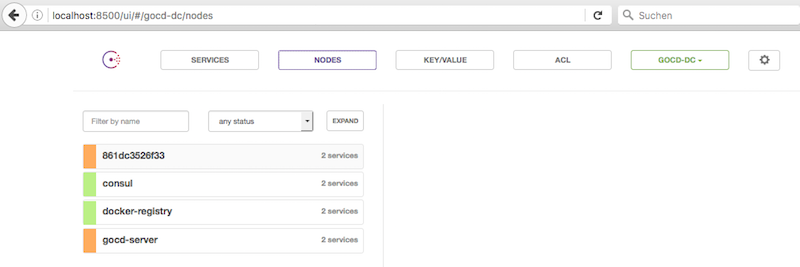 localhost:8500/ui/#/gocd-dc/nodes
Suchen
SERVICES
NODES
KEY/VALUE
ACL
GOCD-DC
Filter by name
any status
EXPAND
861dc3526f33 2 services
consul 2 services
docker-registry 2 services
gocd-server 2 services